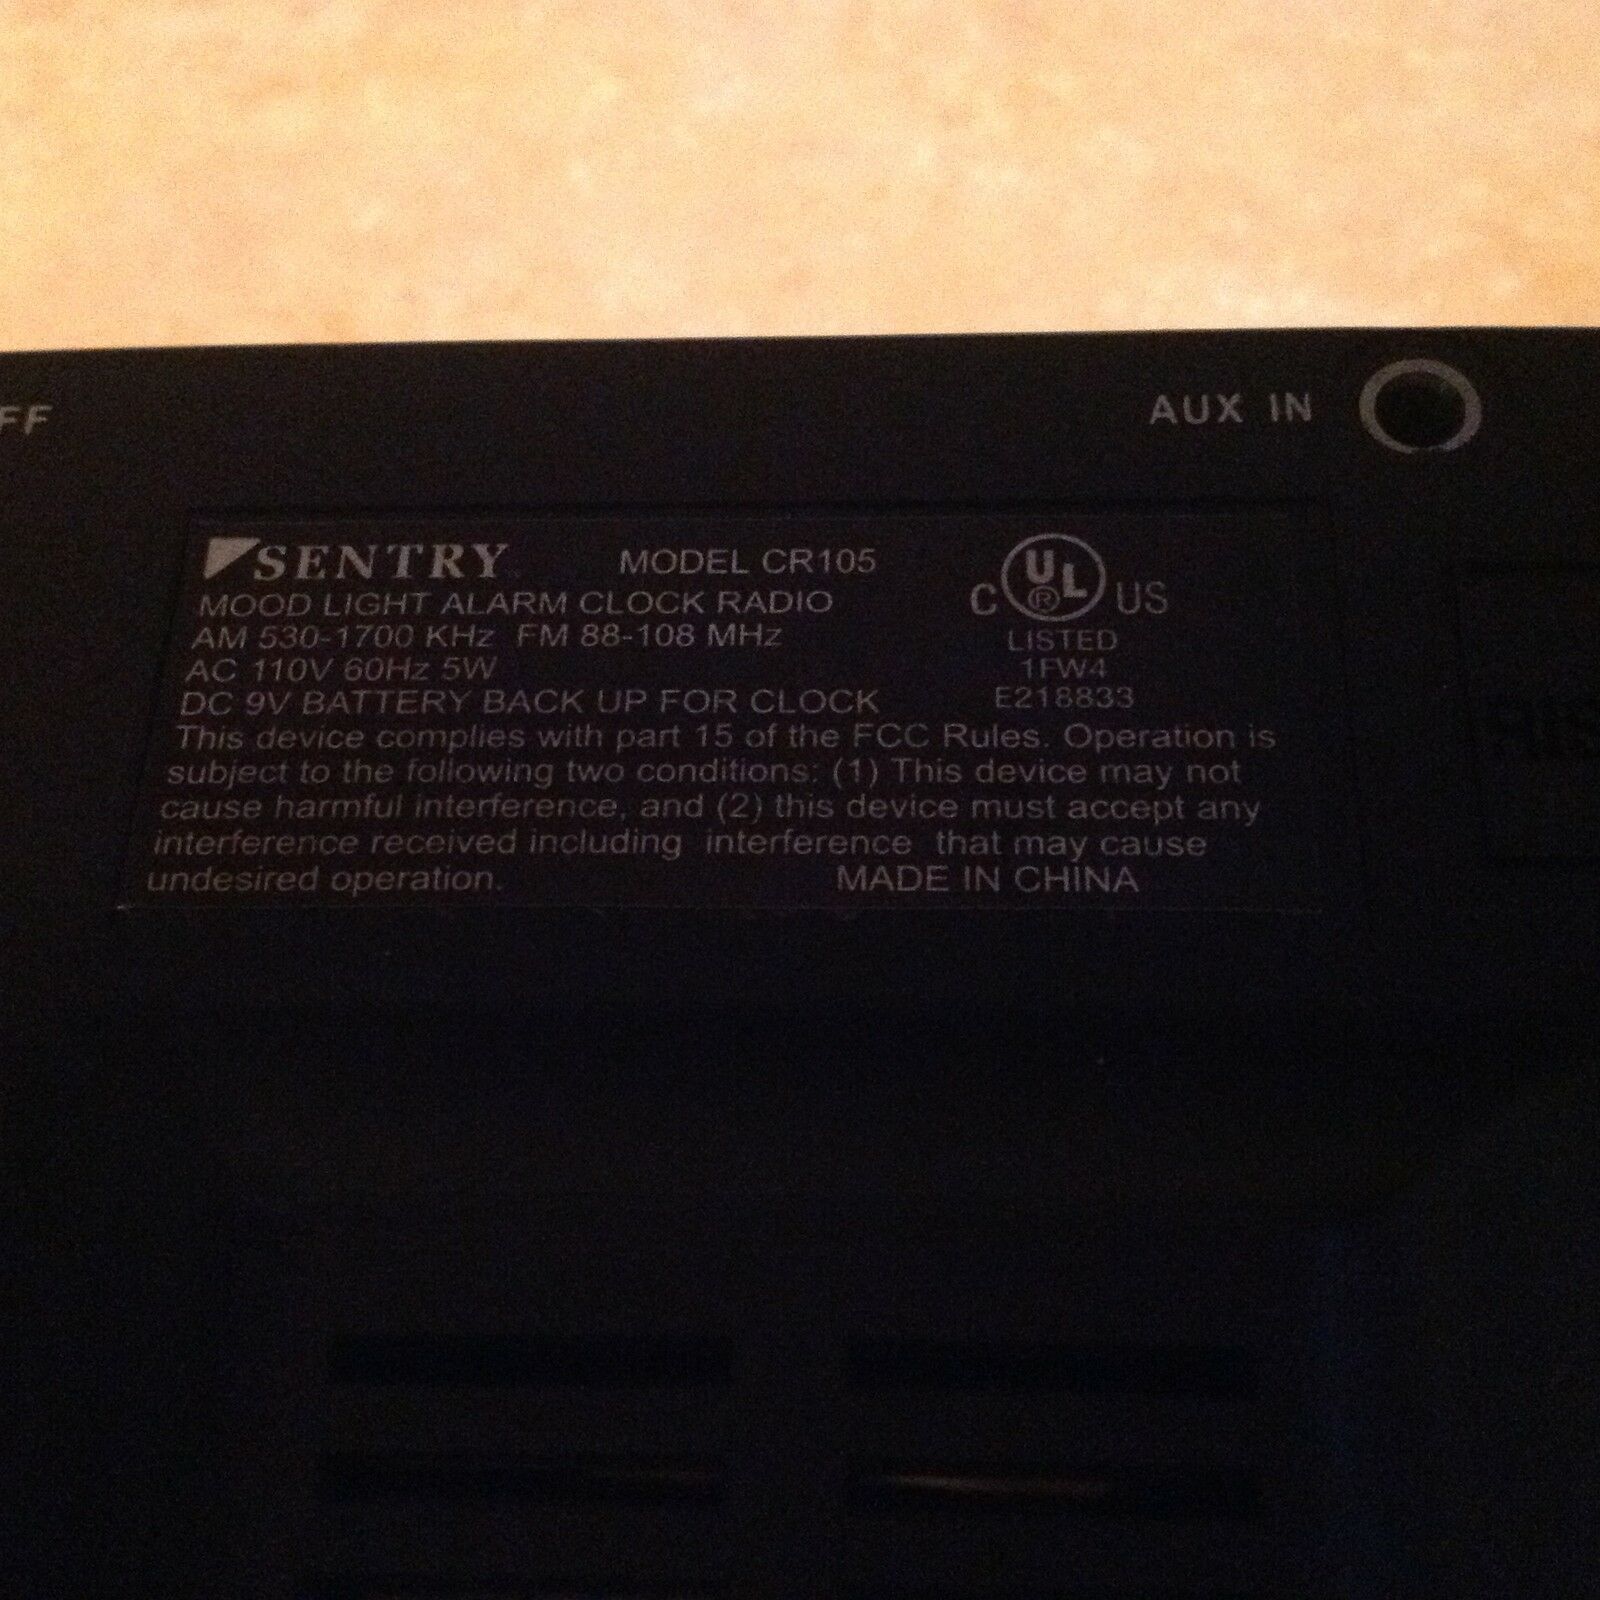 FF
AUX IN
SENTRY MODEL CR105
MOOD LIGHT ALARM CLOCK RADIO
AM 530-1700 KHz FM 88-108 MHz
AC 110V 60Hz 5W
DC 9V BATTERY BACK UP FOR CLOCK
C UL ® US
LISTED
1FW4
E218833
This device complies with part 15 of the FCC Rules. Operation is
subject to the following two conditions: (1) This device may not
cause harmful interference, and (2) this device must accept any
interference received including interference that may cause
undesired operation. MADE IN CHINA